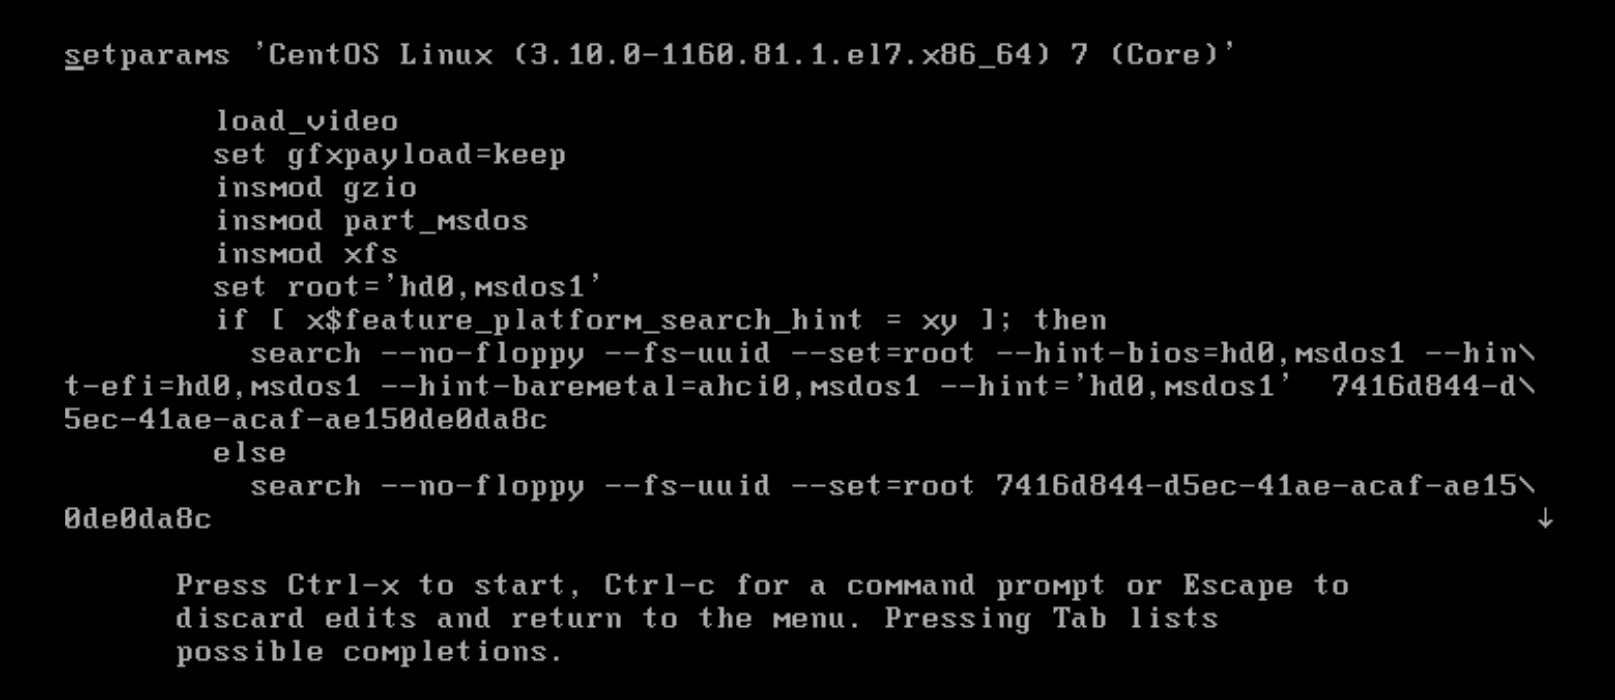 setparams 'CentOS Linux (3.10.0-1160.81.1.el7.x86_64) 7 (Core)'
load_video
set gfxpayload=keep
insmod gzio
insmod part_msdos
insmod xfs
set root='hd0,msdos1'
if [ x$feature_platform_search_hint = xy ]; then
search --no-floppy --fs-uuid --set=root --hint-bios=hd0,msdos1 --hin\
t-efi=hd0,msdos1 --hint-baremetal=ahci0,msdos1 --hint='hd0,msdos1'  7416d844-d\
5ec-41ae-acaf-ae150de0da8c
else
search --no-floppy --fs-uuid --set=root 7416d844-d5ec-41ae-acaf-ae15\
0de0da8c ↓
Press Ctrl-x to start, Ctrl-c for a command prompt or Escape to
discard edits and return to the menu. Pressing Tab lists
possible completions.